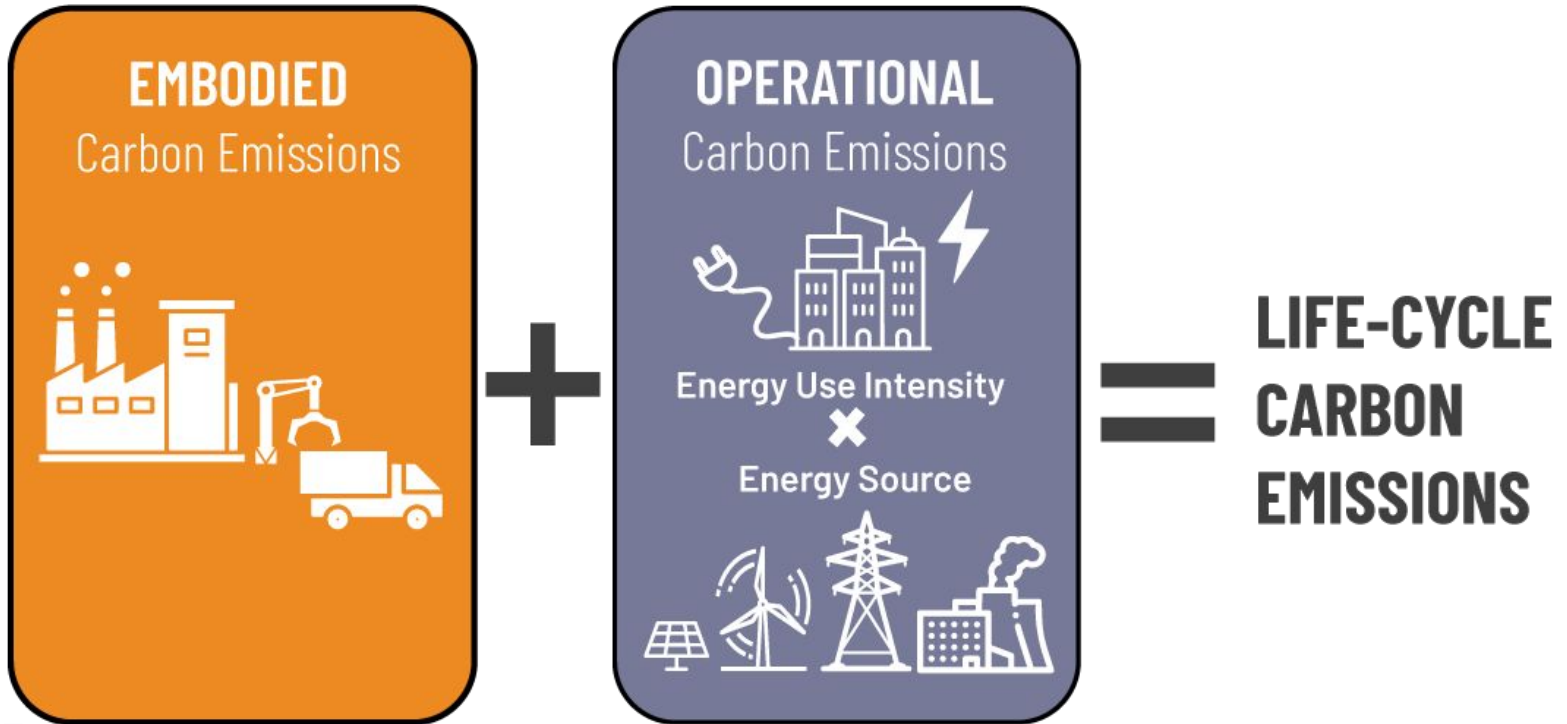 EMBODIED
Carbon Emissions
+
OPERATIONAL
Carbon Emissions
Energy Use Intensity
×
Energy Source
=
LIFE-CYCLE
CARBON
EMISSIONS